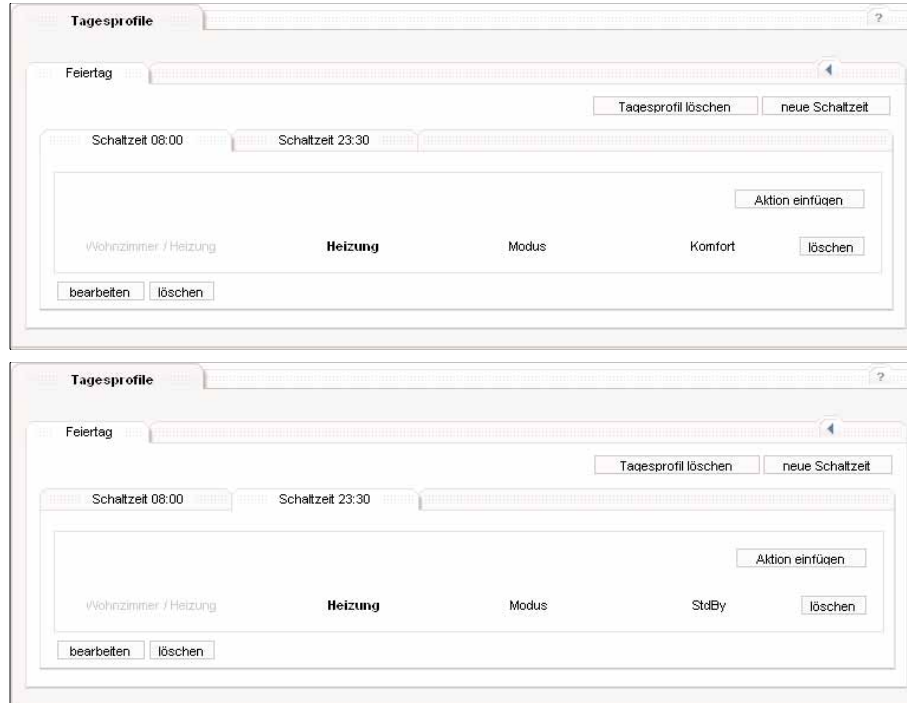 Tagesprofile
?
Feiertag
Tagesprofil löschen neue Schaltzeit
Schaltzeit 08:00 Schaltzeit 23:30
Aktion einfügen
Wohnzimmer / Heizung Heizung Modus Komfort löschen
bearbeiten löschen
Tagesprofile
?
Feiertag
Tagesprofil löschen neue Schaltzeit
Schaltzeit 08:00 Schaltzeit 23:30
Aktion einfügen
Wohnzimmer / Heizung Heizung Modus StdBy löschen
bearbeiten löschen